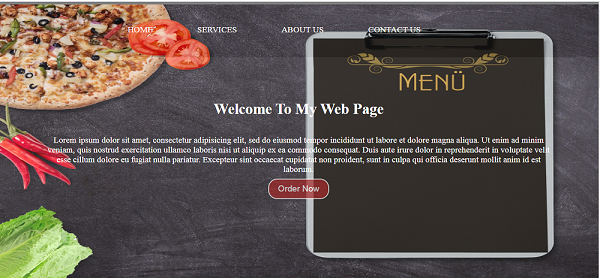 HOME SERVICES ABOUT US CONTACT US
MENÜ
Welcome To My Web Page
Lorem ipsum dolor sit amet, consectetur adipisicing elit, sed do eiusmod tempor incididunt ut labore et dolore magna aliqua. Ut enim ad minim
veniam, quis nostrud exercitation ullamco laboris nisi ut aliquip ex ea commodo consequat. Duis aute irure dolor in reprehenderit in voluptate velit
esse cillum dolore eu fugiat nulla pariatur. Excepteur sint occaecat cupidatat non proident, sunt in culpa qui officia deserunt mollit anim id est
laborum.
Order Now